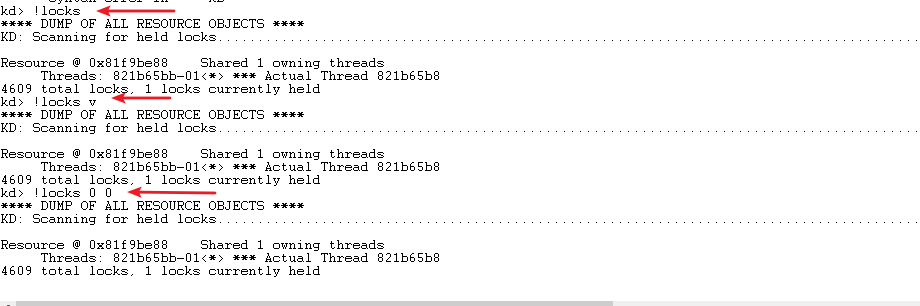 kd> !locks
**** DUMP OF ALL RESOURCE OBJECTS ****
KD: Scanning for held locks......................................................................................
Resource @ 0x81f9be88    Shared 1 owning threads
     Threads: 821b65bb-01<*> *** Actual Thread 821b65b8
4609 total locks, 1 locks currently held
kd> !locks v
**** DUMP OF ALL RESOURCE OBJECTS ****
KD: Scanning for held locks......................................................................................
Resource @ 0x81f9be88    Shared 1 owning threads
     Threads: 821b65bb-01<*> *** Actual Thread 821b65b8
4609 total locks, 1 locks currently held
kd> !locks 0 0
**** DUMP OF ALL RESOURCE OBJECTS ****
KD: Scanning for held locks......................................................................................
Resource @ 0x81f9be88    Shared 1 owning threads
     Threads: 821b65bb-01<*> *** Actual Thread 821b65b8
4609 total locks, 1 locks currently held